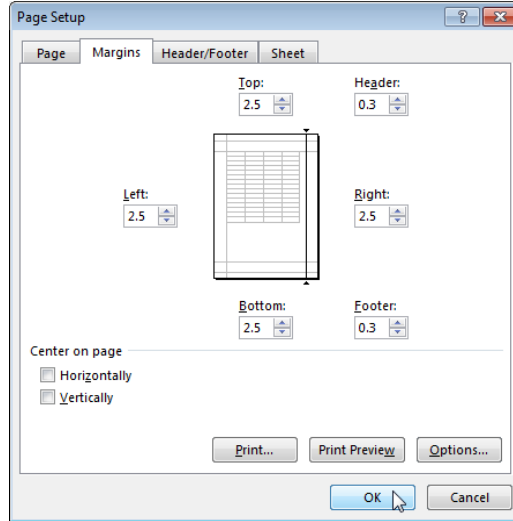 Page Setup
Page Margins Header/Footer Sheet
Top: Header:
2.5 0.3
Left: Right:
2.5 2.5
Bottom: Footer:
2.5 0.3
Center on page
Horizontally
Vertically
Print... Print Preview Options...
OK Cancel